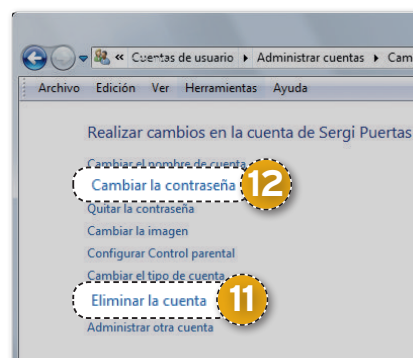 « Cuentas de usuario ▸ Administrar cuentas ▸ Cam
Archivo Edición Ver Herramientas Ayuda
Realizar cambios en la cuenta de Sergi Puertas
Cambiar el nombre de cuenta
Cambiar la contraseña 12
Quitar la contraseña
Cambiar la imagen
Configurar Control parental
Cambiar el tipo de cuenta
Eliminar la cuenta 11
Administrar otra cuenta